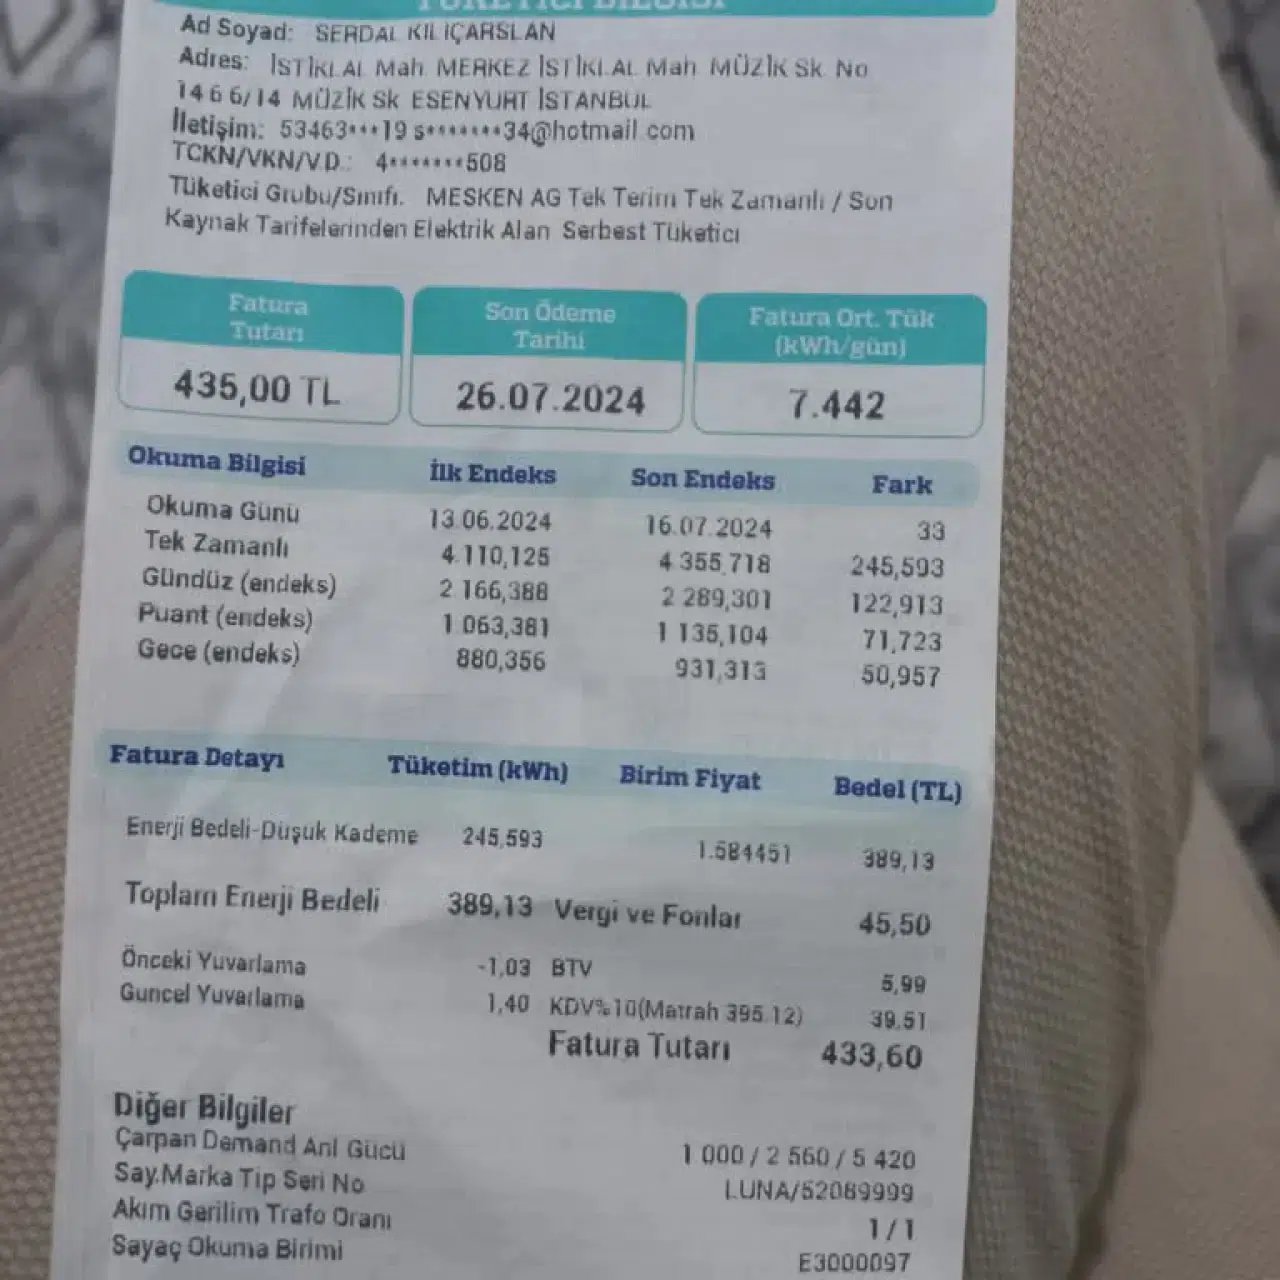 TÜKETİCİ BİLGİSİ
Ad Soyad: SERDAL KILIÇARSLAN
Adres: İSTİKLAL Mah. MERKEZ İSTİKLAL Mah MÜZİK Sk. No
14 6 6/14 MÜZİK Sk ESENYURT İSTANBUL
İletişim: 53463***19 s*******34@hotmail.com
TCKN/VKN/V.D.: 4*******508
Tüketici Grubu/Sınıfı. MESKEN AG Tek Terim Tek Zamanlı / Son
Kaynak Tarifelerinden Elektrik Alan Serbest Tüketici
Fatura Tutarı
435,00 TL
Son Ödeme Tarihi
26.07.2024
Fatura Ort. Tük (kWh/gün)
7.442
Okuma Bilgisi İlk Endeks Son Endeks Fark
Okuma Günü 13.06.2024 16.07.2024 33
Tek Zamanlı 4.110,125 4.355,718 245,593
Gündüz (endeks) 2 166,388 2 289,301 122,913
Puant (endeks) 1 063,381 1 135,104 71,723
Gece (endeks) 880,356 931,313 50,957
Fatura Detayı Tüketim (kWh) Birim Fiyat Bedel (TL)
Enerji Bedeli-Düşük Kademe 245,593 1.584451 389,13
Toplam Enerji Bedeli 389,13 Vergi ve Fonlar 45,50
Önceki Yuvarlama -1,03 BTV 5,99
Güncel Yuvarlama 1,40 KDV%10(Matrah 395.12) 39,51
Fatura Tutarı 433,60
Diğer Bilgiler
Çarpan Demand Anl Gücü 1 000 / 2 560 / 5 420
Say.Marka Tip Seri No LUNA/52089999
Akım Gerilim Trafo Oranı 1 / 1
Sayaç Okuma Birimi E3000097